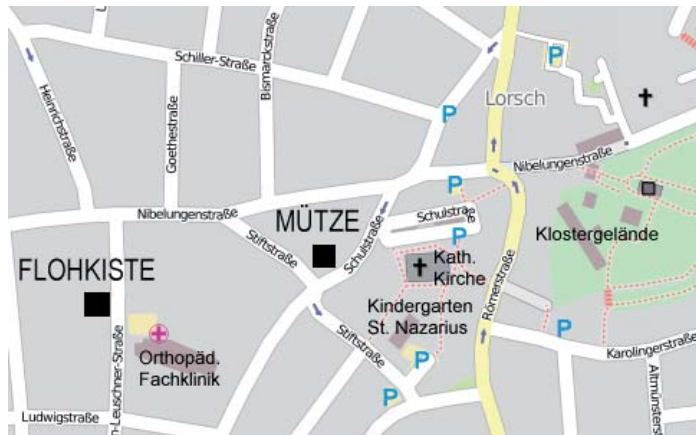 Schiller-Straße
Heinrichstraße
Goethestraße
Bismarckstraße
P
P
Lorsch
Nibelungenstraße
P
Nibelungenstraße
MÜTZE
Schulstraße
Schulstraße
P
Stiftstraße
Kath.
Kirche
Klostergelände
FLOHKISTE
Römerstraße
Kindergarten
St. Nazarius
P
Orthopäd.
Fachklinik
Stiftstraße
P
Karolingerstraße
n-Leuschner-Straße
P
Ludwigstraße